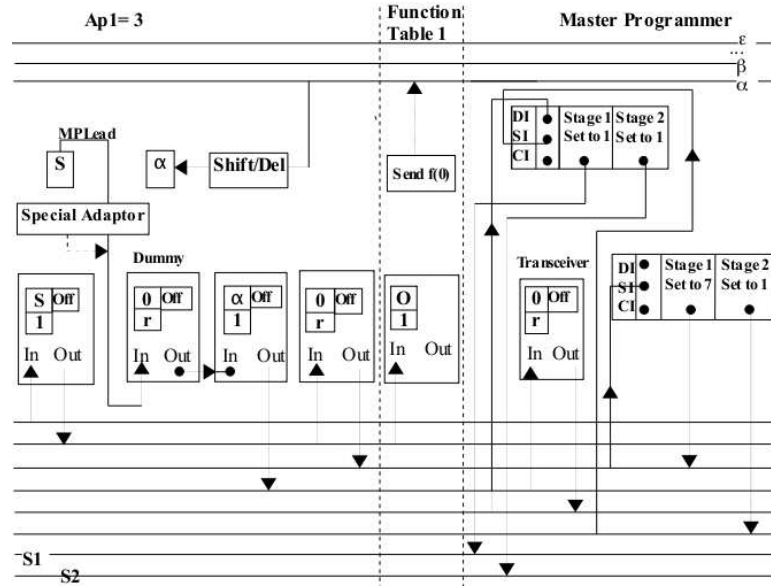 Ap1= 3
Function
Table 1
Master Programmer
ε
...
β
α
MPLead
S
α
Shift/Del
Send f(0)
DI
SI
CI
Stage 1
Set to 1
Stage 2
Set to 1
Special Adaptor
Dummy
Transceiver
S
Off
1
In Out
0
Off
r
In Out
α
Off
1
In Out
0
Off
r
In Out
O
1
In Out
0
Off
r
In Out
DI
SI
CI
Stage 1
Set to 7
Stage 2
Set to 1
S1
S2